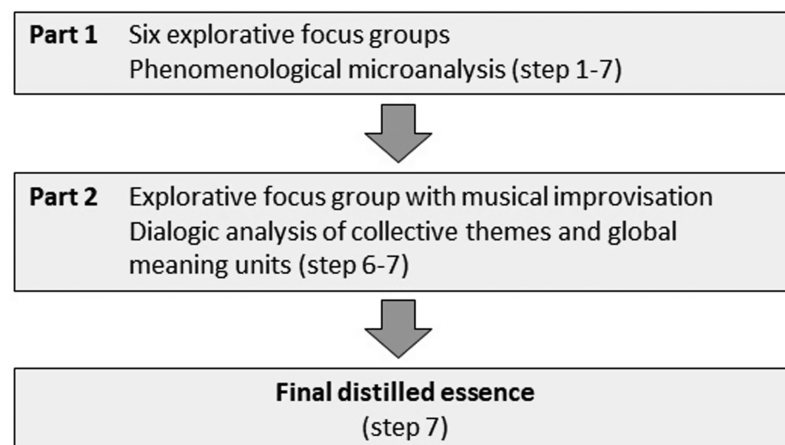 Part 1 Six explorative focus groups
Phenomenological microanalysis (step 1-7)
Part 2 Explorative focus group with musical improvisation
Dialogic analysis of collective themes and global
meaning units (step 6-7)
Final distilled essence
(step 7)